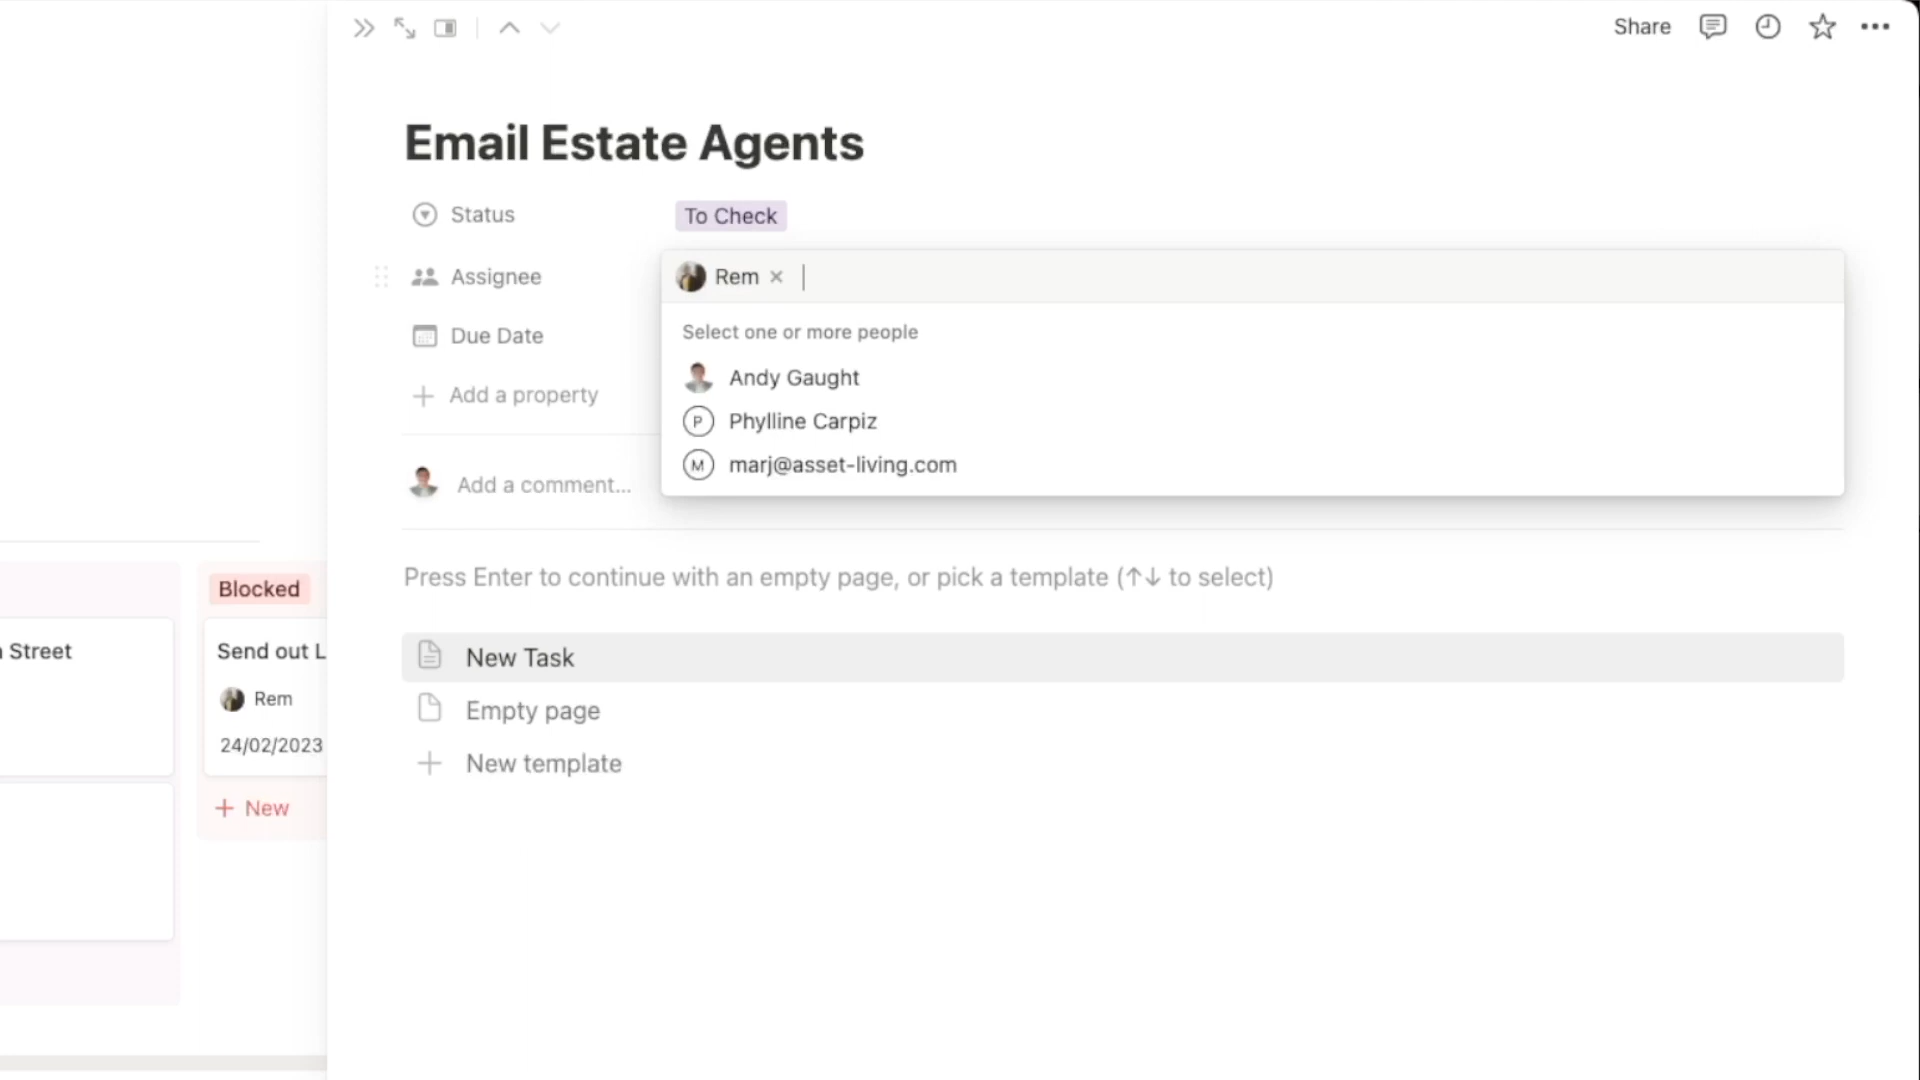 Share
Email Estate Agents
Status
To Check
Assignee
Rem
Due Date
Select one or more people
Andy Gaught
Add a property
P
Phylline Carpiz
M
marj@asset-living.com
Add a comment...
Press Enter to continue with an empty page, or pick a template (↑↓ to select)
New Task
Empty page
New template
Street
Blocked
Send out L
Rem
24/02/2023
+ New